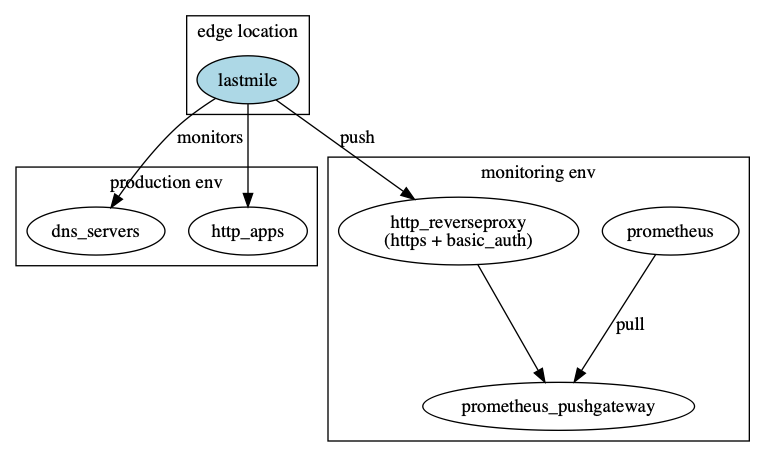 edge location
lastmile
monitors
push
production env
monitoring env
dns_servers
http_apps
http_reverseproxy
(https + basic_auth)
prometheus
pull
prometheus_pushgateway